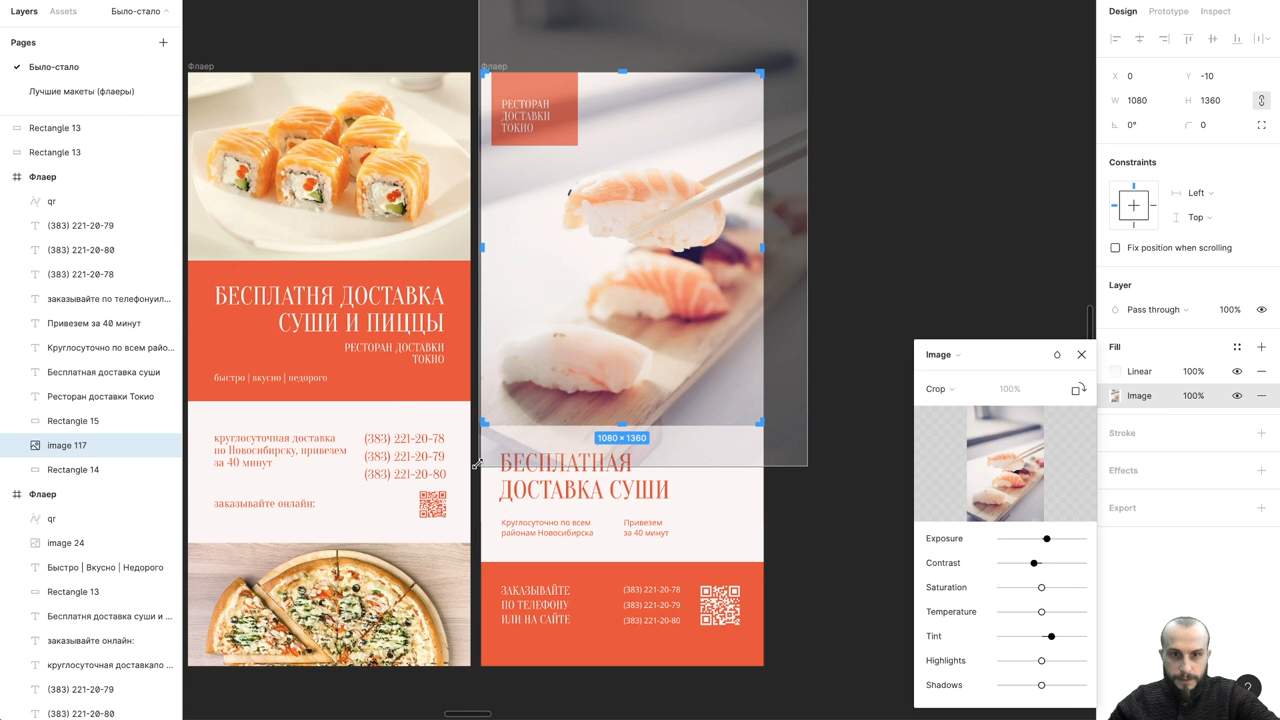 Layers
Assets
Было-стало
Pages
Было-стало
Лучшие макеты (флаеры)
Rectangle 13
Rectangle 13
Флаер
qr
(383) 221-20-79
(383) 221-20-80
(383) 221-20-78
заказывайте по телефонуил...
Привезем за 40 минут
Круглосуточно по всем райо...
Бесплатная доставка суши
Ресторан доставки Токио
Rectangle 15
image 117
Rectangle 14
Флаер
qr
image 24
Быстро | Вкусно | Недорого
Rectangle 13
Бесплатня доставка суши и ...
заказывайте онлайн:
круглосуточная доставкапо ...
(383) 221-20-79
(383) 221-20-80
Флаер
БЕСПЛАТНЯ ДОСТАВКА
СУШИ И ПИЦЦЫ
РЕСТОРАН ДОСТАВКИ
ТОКИО
быстро | вкусно | недорого
круглосуточная доставка
по Новосибирску, привезем
за 40 минут
(383) 221-20-78
(383) 221-20-79
(383) 221-20-80
заказывайте онлайн:
Флаер
РЕСТОРАН
ДОСТАВКИ
ТОКИО
1080 × 1360
БЕСПЛАТНАЯ
ДОСТАВКА СУШИ
Круглосуточно по всем
районам Новосибирска
Привезем
за 40 минут
ЗАКАЗЫВАЙТЕ
ПО ТЕЛЕФОНУ
ИЛИ НА САЙТЕ
(383) 221-20-78
(383) 221-20-79
(383) 221-20-80
Image
Crop
100%
Exposure
Contrast
Saturation
Temperature
Tint
Highlights
Shadows
Design
Prototype
Inspect
X 0
Y -10
W 1080
H 1360
0°
0
Constraints
Left
Top
Fix position when scrolling
Layer
Pass through
100%
Fill
Linear 100%
Image 100%
Stroke
Effects
Export
?